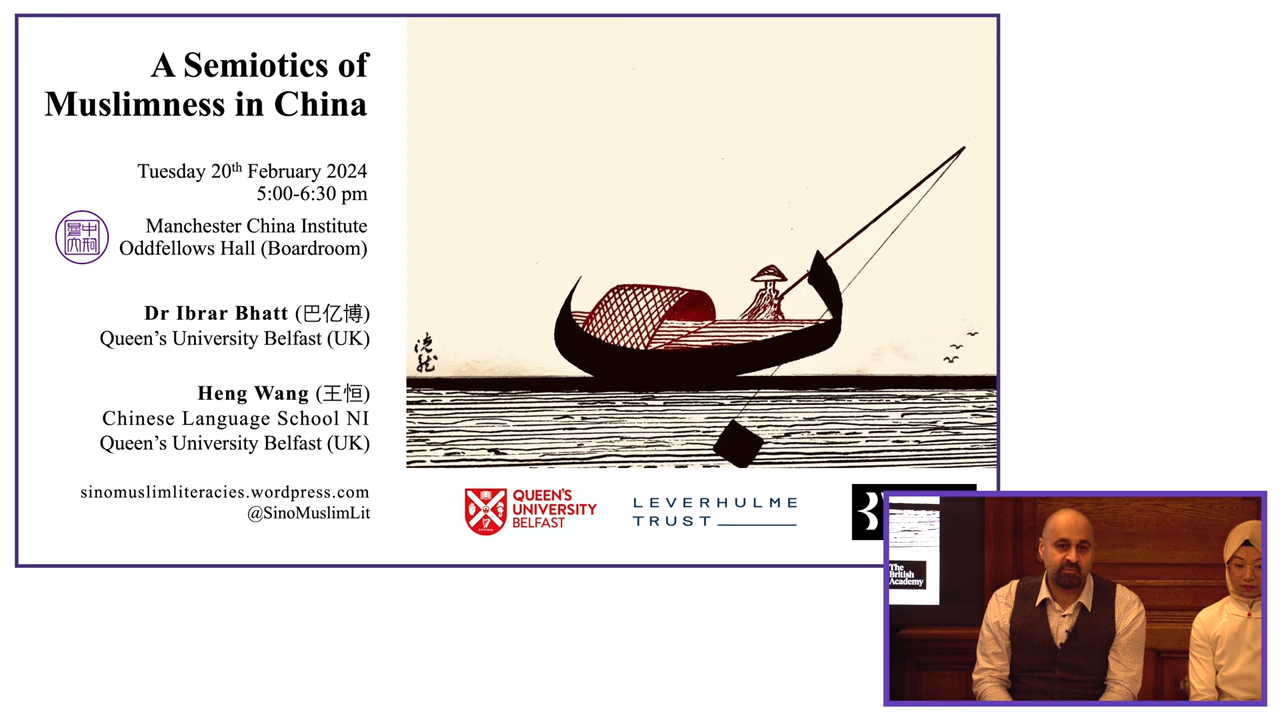 A Semiotics of
Muslimness in China
Tuesday 20th February 2024
5:00-6:30 pm
Manchester China Institute
Oddfellows Hall (Boardroom)
Dr Ibrar Bhatt (巴亿博)
Queen's University Belfast (UK)
Heng Wang (王恒)
Chinese Language School NI
Queen's University Belfast (UK)
sinomuslimliteracies.wordpress.com
@SinoMuslimLit
QUEEN'S
UNIVERSITY
BELFAST
LEVERHULME
TRUST
The
British
Academy